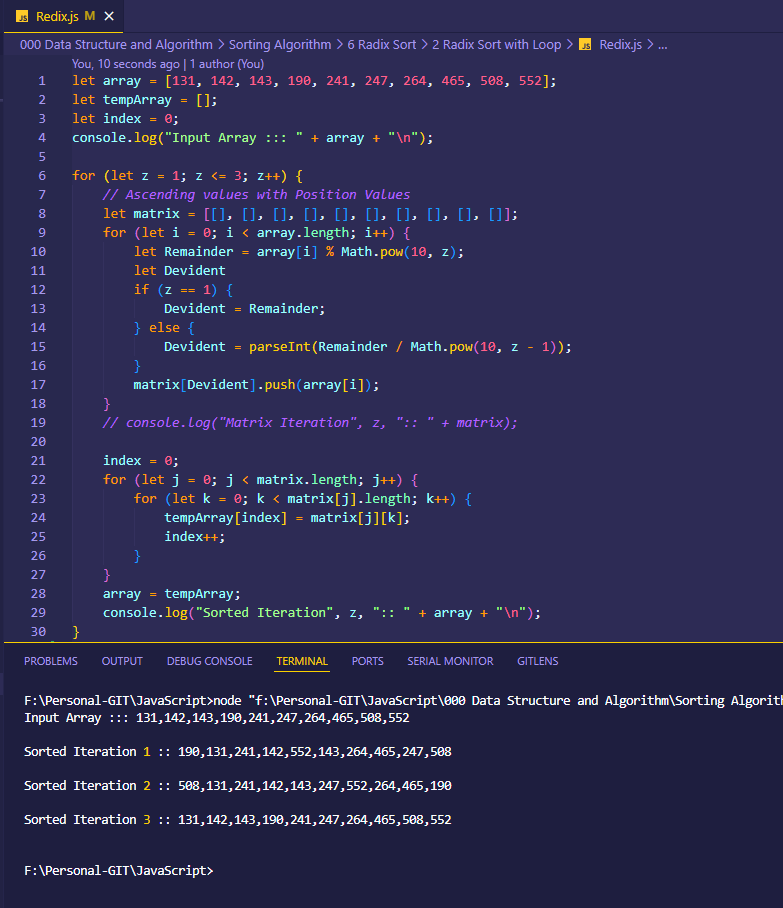 JS Redix.js M ×
000 Data Structure and Algorithm > Sorting Algorithm > 6 Radix Sort > 2 Radix Sort with Loop > JS Redix.js > ...
You, 10 seconds ago | 1 author (You)
1 let array = [131, 142, 143, 190, 241, 247, 264, 465, 508, 552];
2 let tempArray = [];
3 let index = 0;
4 console.log("Input Array ::: " + array + "\n");
5
6 for (let z = 1; z <= 3; z++) {
7     // Ascending values with Position Values
8     let matrix = [[], [], [], [], [], [], [], [], [], []];
9     for (let i = 0; i < array.length; i++) {
10         let Remainder = array[i] % Math.pow(10, z);
11         let Devident
12         if (z == 1) {
13             Devident = Remainder;
14         } else {
15             Devident = parseInt(Remainder / Math.pow(10, z - 1));
16         }
17         matrix[Devident].push(array[i]);
18     }
19     // console.log("Matrix Iteration", z, ":: " + matrix);
20
21     index = 0;
22     for (let j = 0; j < matrix.length; j++) {
23         for (let k = 0; k < matrix[j].length; k++) {
24             tempArray[index] = matrix[j][k];
25             index++;
26         }
27     }
28     array = tempArray;
29     console.log("Sorted Iteration", z, ":: " + array + "\n");
30 }
PROBLEMS OUTPUT DEBUG CONSOLE TERMINAL PORTS SERIAL MONITOR GITLENS
F:\Personal-GIT\JavaScript>node "f:\Personal-GIT\JavaScript\000 Data Structure and Algorithm\Sorting Algorith
Input Array ::: 131,142,143,190,241,247,264,465,508,552
Sorted Iteration 1 :: 190,131,241,142,552,143,264,465,247,508
Sorted Iteration 2 :: 508,131,241,142,143,247,552,264,465,190
Sorted Iteration 3 :: 131,142,143,190,241,247,264,465,508,552
F:\Personal-GIT\JavaScript>